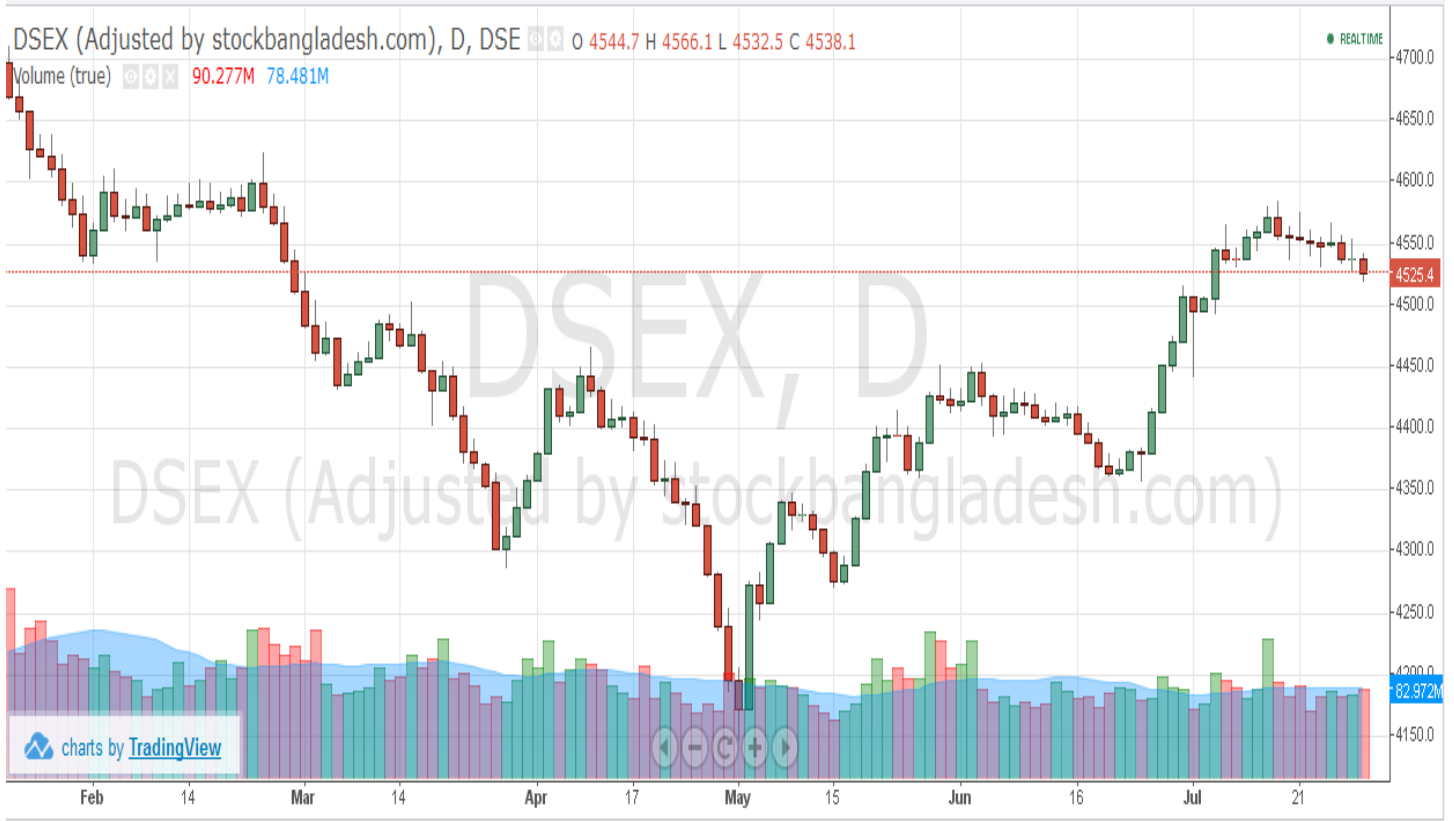 DSEX (Adjusted by stockbangladesh.com), D, DSE O 4544.7 H 4566.1 L 4532.5 C 4538.1
REALTIME
Volume (true) 90.277M 78.481M
DSEX, D
DSEX (Adjusted by stockbangladesh.com)
4700.0
4650.0
4600.0
4550.0
4525.4
4500.0
4450.0
4400.0
4350.0
4300.0
4250.0
4200.0
82.972M
4150.0
charts by TradingView
Feb 14 Mar 14 Apr 17 May 15 Jun 16 Jul 21